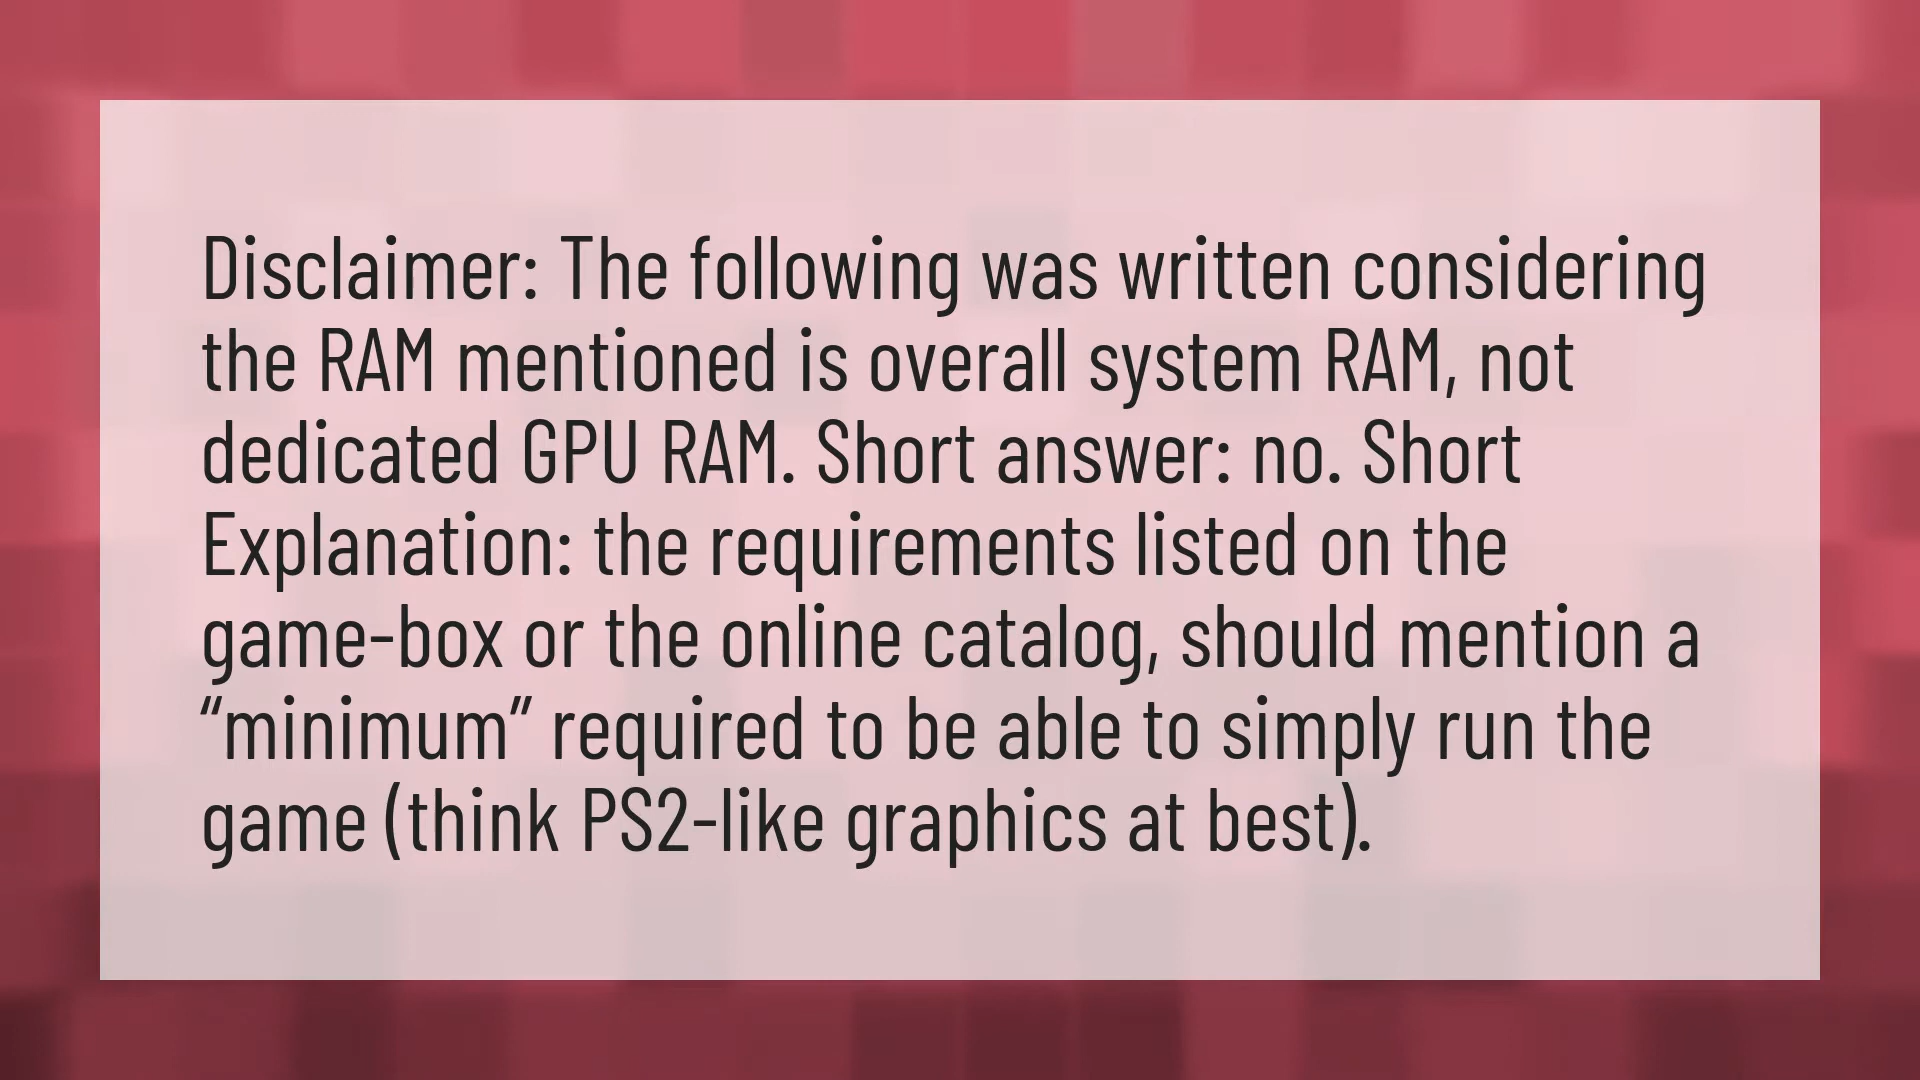 Disclaimer: The following was written considering
the RAM mentioned is overall system RAM, not
dedicated GPU RAM. Short answer: no. Short
Explanation: the requirements listed on the
game-box or the online catalog, should mention a
“minimum” required to be able to simply run the
game (think PS2-like graphics at best).